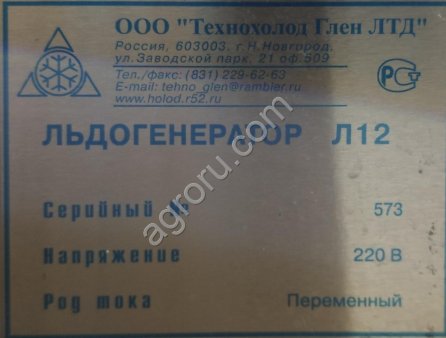 ООО "Технохолод Глен ЛТД"
Россия, 603003, г.Н.Новгород,
ул.Заводской парк, 21 оф.509
Тел./факс: (831) 229-62-63
E-mail: tehno_glen@rambler.ru
www.holod.r52.ru
РСТ
ЛЬДОГЕНЕРАТОР Л12
Серийный № 573
Напряжение 220 В
Род тока Переменный
agroru.com